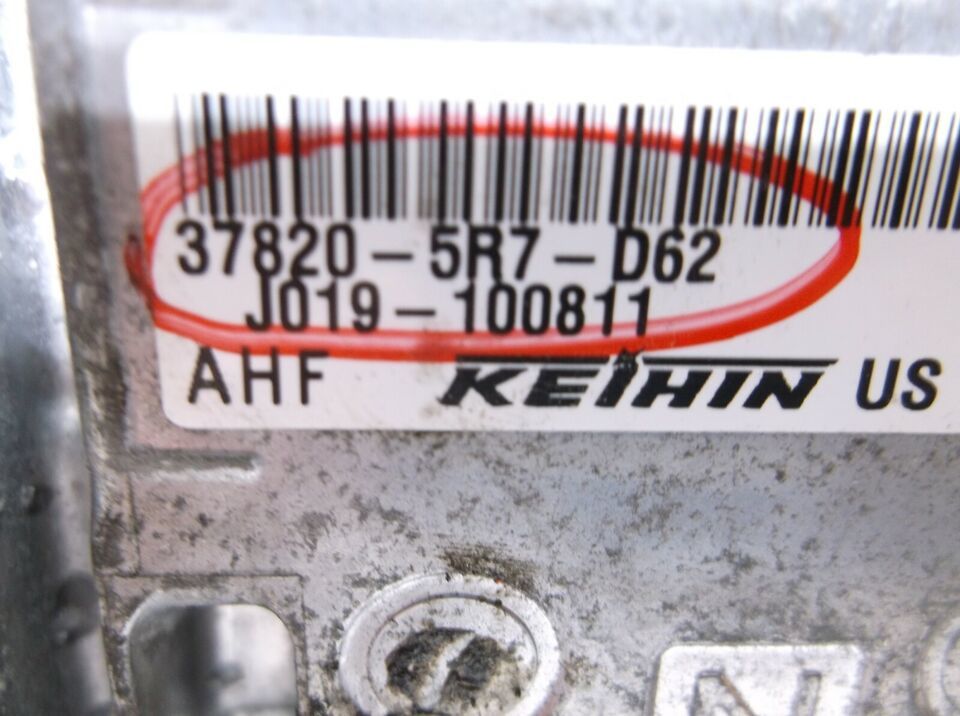 37820-5R7-D62
J019-100811
AHF KEIHIN US